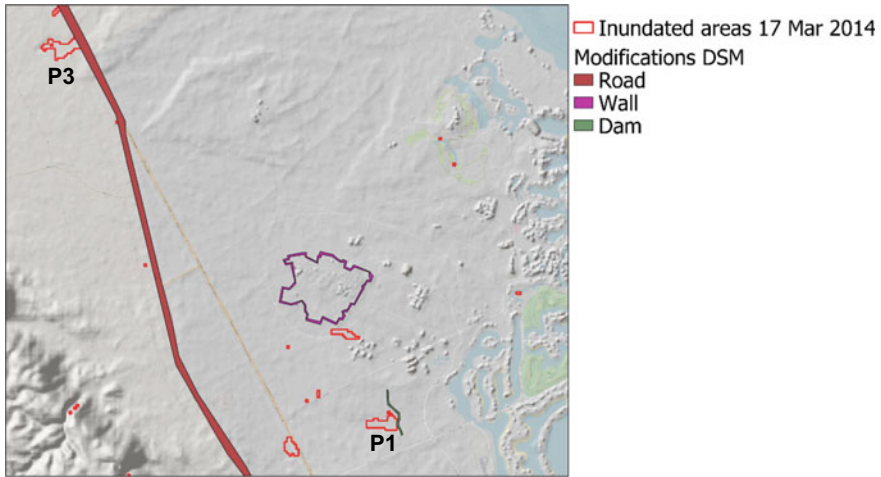 P3
P1
Inundated areas 17 Mar 2014
Modifications DSM
Road
Wall
Dam